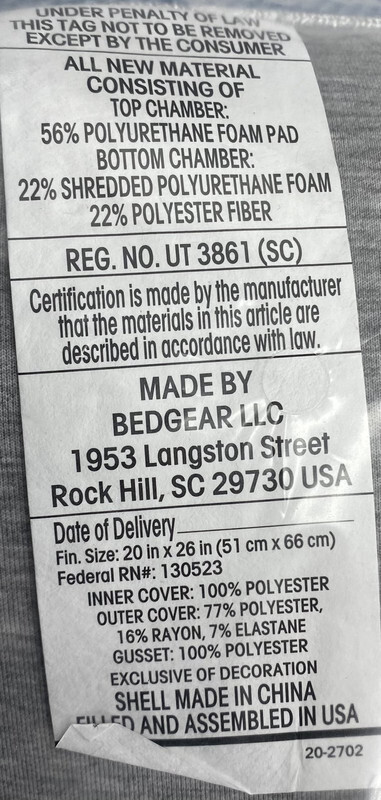 UNDER PENALTY OF LAW
THIS TAG NOT TO BE REMOVED
EXCEPT BY THE CONSUMER
ALL NEW MATERIAL
CONSISTING OF
TOP CHAMBER:
56% POLYURETHANE FOAM PAD
BOTTOM CHAMBER:
22% SHREDDED POLYURETHANE FOAM
22% POLYESTER FIBER
REG. NO. UT 3861 (SC)
Certification is made by the manufacturer
that the materials in this article are
described in accordance with law.
MADE BY
BEDGEAR LLC
1953 Langston Street
Rock Hill, SC 29730 USA
Date of Delivery
Fin. Size: 20 in x 26 in (51 cm x 66 cm)
Federal RN#: 130523
INNER COVER: 100% POLYESTER
OUTER COVER: 77% POLYESTER,
16% RAYON, 7% ELASTANE
GUSSET: 100% POLYESTER
EXCLUSIVE OF DECORATION
SHELL MADE IN CHINA
FILLED AND ASSEMBLED IN USA
20-2702